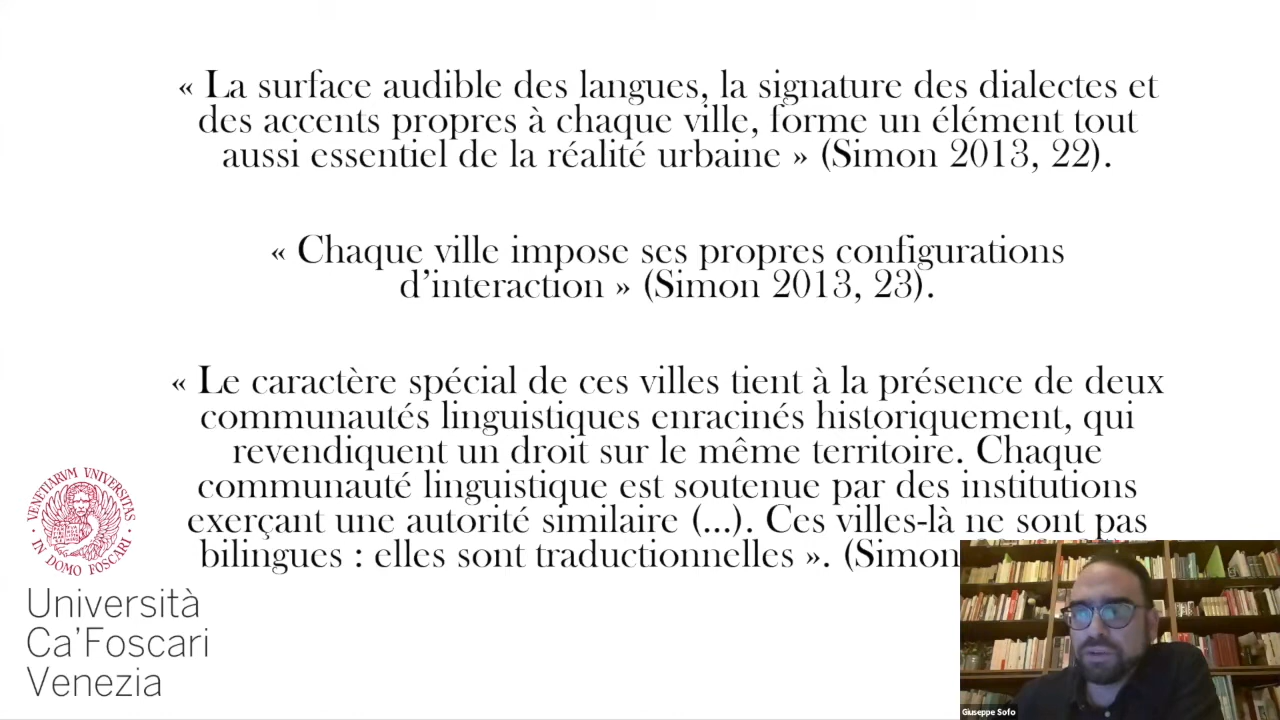 « La surface audible des langues, la signature des dialectes et
des accents propres à chaque ville, forme un élément tout
aussi essentiel de la réalité urbaine » (Simon 2013, 22).
« Chaque ville impose ses propres configurations
d’interaction » (Simon 2013, 23).
« Le caractère spécial de ces villes tient à la présence de deux
communautés linguistiques enracinés historiquement, qui
revendiquent un droit sur le même territoire. Chaque
communauté linguistique est soutenue par des institutions
exerçant une autorité similaire (...). Ces villes-là ne sont pas
bilingues : elles sont traductionnelles ». (Simon
VENETIARVM VNIVERSITAS
IN DOMO FOSCARI
Università
Ca’Foscari
Venezia
Giuseppe Sofo